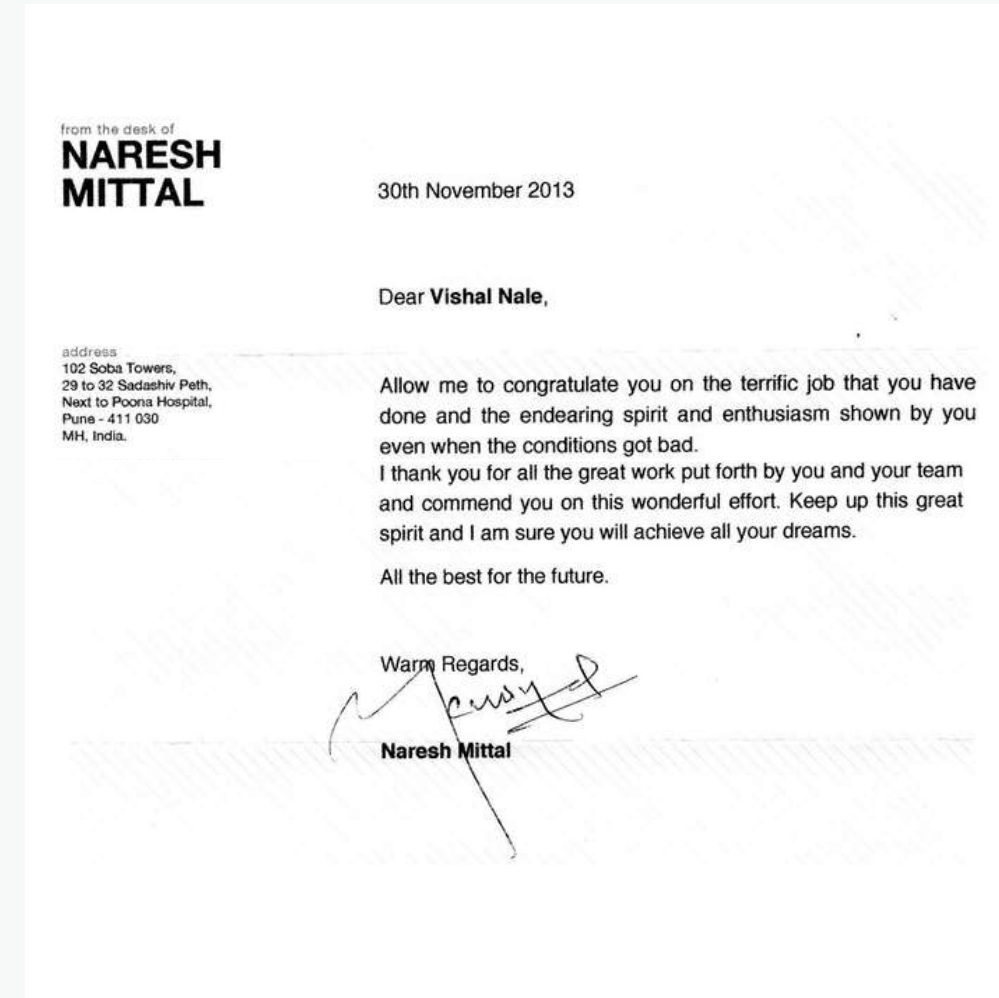 from the desk of
NARESH
MITTAL
30th November 2013
Dear Vishal Nale,
address
102 Soba Towers,
29 to 32 Sadashiv Peth,
Next to Poona Hospital,
Pune - 411 030
MH, India.
Allow me to congratulate you on the terrific job that you have
done and the endearing spirit and enthusiasm shown by you
even when the conditions got bad.
I thank you for all the great work put forth by you and your team
and commend you on this wonderful effort. Keep up this great
spirit and I am sure you will achieve all your dreams.
All the best for the future.
Warm Regards,
Naresh Mittal